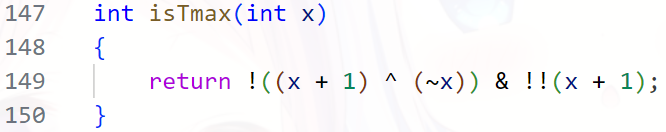 147 int isTmax(int x)
148 {
149     return !((x + 1) ^ (~x)) & !!(x + 1);
150 }